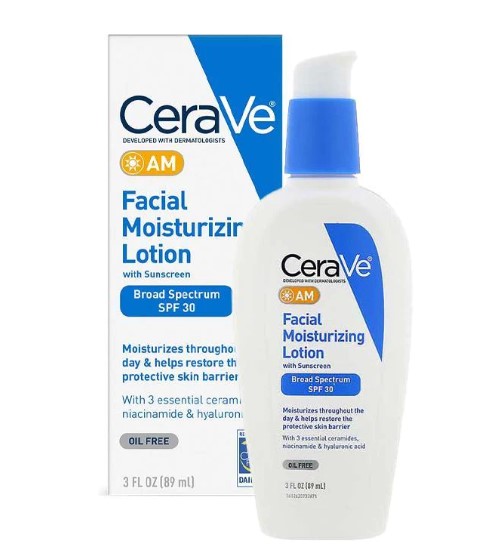 CeraVe®
DEVELOPED WITH DERMATOLOGISTS
AM
Facial
Moisturizin
Lotion
with Sunscreen
Broad Spectrum
SPF 30
Moisturizes throughou
day & helps restore th
protective skin barrier
With 3 essential cerami
niacinamide & hyaluroni
OIL FREE
3 FL OZ (89 ml)
CeraVe®
DEVELOPED WITH DERMATOLOGISTS
AM
Facial
Moisturizing
Lotion
with Sunscreen
Broad Spectrum
SPF 30
Moisturizes throughout the
day & helps restore the
protective skin barrier
With 3 essential ceramides,
niacinamide & hyaluronic acid
OIL FREE
3 FL OZ (89 mL)